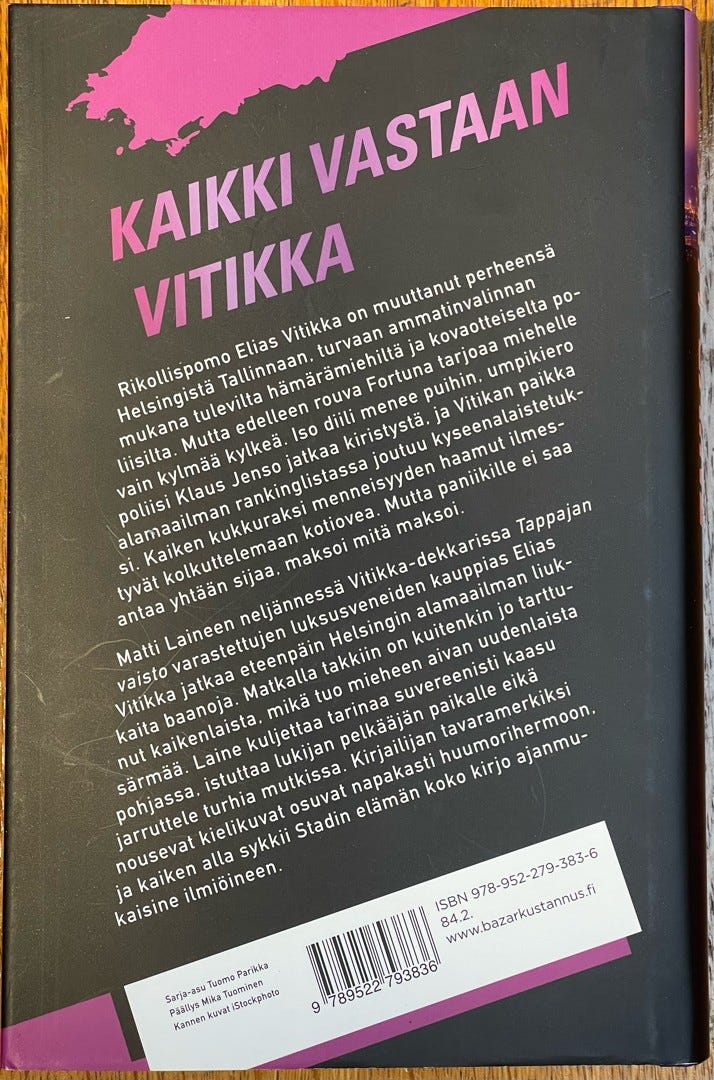 KAIKKI VASTAAN
VITIKKA
Rikollispomo Elias Vitikka on muuttanut perheensä
Helsingistä Tallinnaan, turvaan ammatinvalinnan
mukana tulevilta hämärämiehiltä ja kovaotteiselta po-
liisilta. Mutta edelleen rouva Fortuna tarjoaa miehelle
vain kylmää kylkeä. Iso diili menee puihin, umpikiero
poliisi Klaus Jenso jatkaa kiristystä, ja Vitikan paikka
alamaailman rankinglistassa joutuu kyseenalaistetuk-
si. Kaiken kukkuraksi menneisyyden haamut ilmes-
tyvät kolkuttelemaan kotiovea. Mutta paniikille ei saa
antaa yhtään sijaa, maksoi mitä maksoi.
Matti Laineen neljännessä Vitikka-dekkarissa Tappajan
vaisto varastettujen luksusveneiden kauppias Elias
Vitikka jatkaa eteenpäin Helsingin alamaailman liuk-
kaita baanoja. Matkalla takkiin on kuitenkin jo tarttu-
nut kaikenlaista, mikä tuo mieheen aivan uudenlaista
särmää. Laine kuljettaa tarinaa suvereenisti kaasu
pohjassa, istuttaa lukijan pelkääjän paikalle eikä
jarruttele turhia mutkissa. Kirjailijan tavaramerkiksi
nousevat kielikuvat osuvat napakasti huumorihermoon,
ja kaiken alla sykkii Stadin elämän koko kirjo ajanmu-
kaisine ilmiöineen.
Sarja-asu Tuomo Parikka
Päällys Mika Tuominen
Kannen kuvat iStockphoto
9 789522 793836
ISBN 978-952-279-383-6
84.2.
www.bazarkustannus.fi